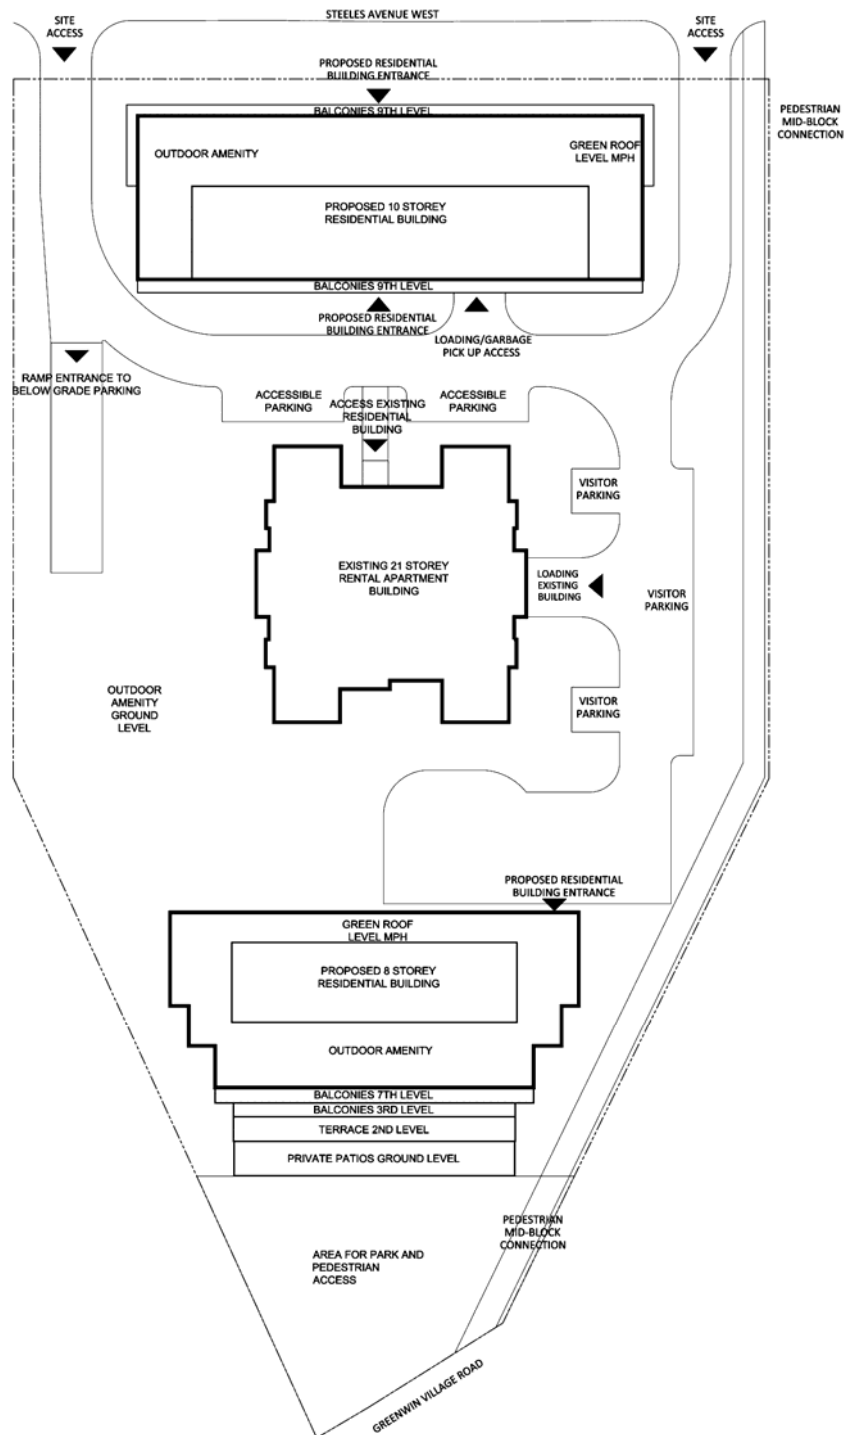 STEELES AVENUE WEST
SITE
ACCESS
SITE
ACCESS
PROPOSED RESIDENTIAL
BUILDING ENTRANCE
BALCONIES 9TH LEVEL
PEDESTRIAN
MID-BLOCK
CONNECTION
OUTDOOR AMENITY
GREEN ROOF
LEVEL MPH
PROPOSED 10 STOREY
RESIDENTIAL BUILDING
BALCONIES 9TH LEVEL
PROPOSED RESIDENTIAL
BUILDING ENTRANCE
LOADING/GARBAGE
PICK UP ACCESS
RAMP ENTRANCE TO
BELOW GRADE PARKING
ACCESSIBLE
PARKING
ACCESS EXISTING
RESIDENTIAL
BUILDING
ACCESSIBLE
PARKING
VISITOR
PARKING
EXISTING 21 STOREY
RENTAL APARTMENT
BUILDING
LOADING
EXISTING
BUILDING
VISITOR
PARKING
OUTDOOR
AMENITY
GROUND
LEVEL
VISITOR
PARKING
PROPOSED RESIDENTIAL
BUILDING ENTRANCE
GREEN ROOF
LEVEL MPH
PROPOSED 8 STOREY
RESIDENTIAL BUILDING
OUTDOOR AMENITY
BALCONIES 7TH LEVEL
BALCONIES 3RD LEVEL
TERRACE 2ND LEVEL
PRIVATE PATIOS GROUND LEVEL
PEDESTRIAN
MID-BLOCK
CONNECTION
AREA FOR PARK AND
PEDESTRIAN
ACCESS
GREENWIN VILLAGE ROAD